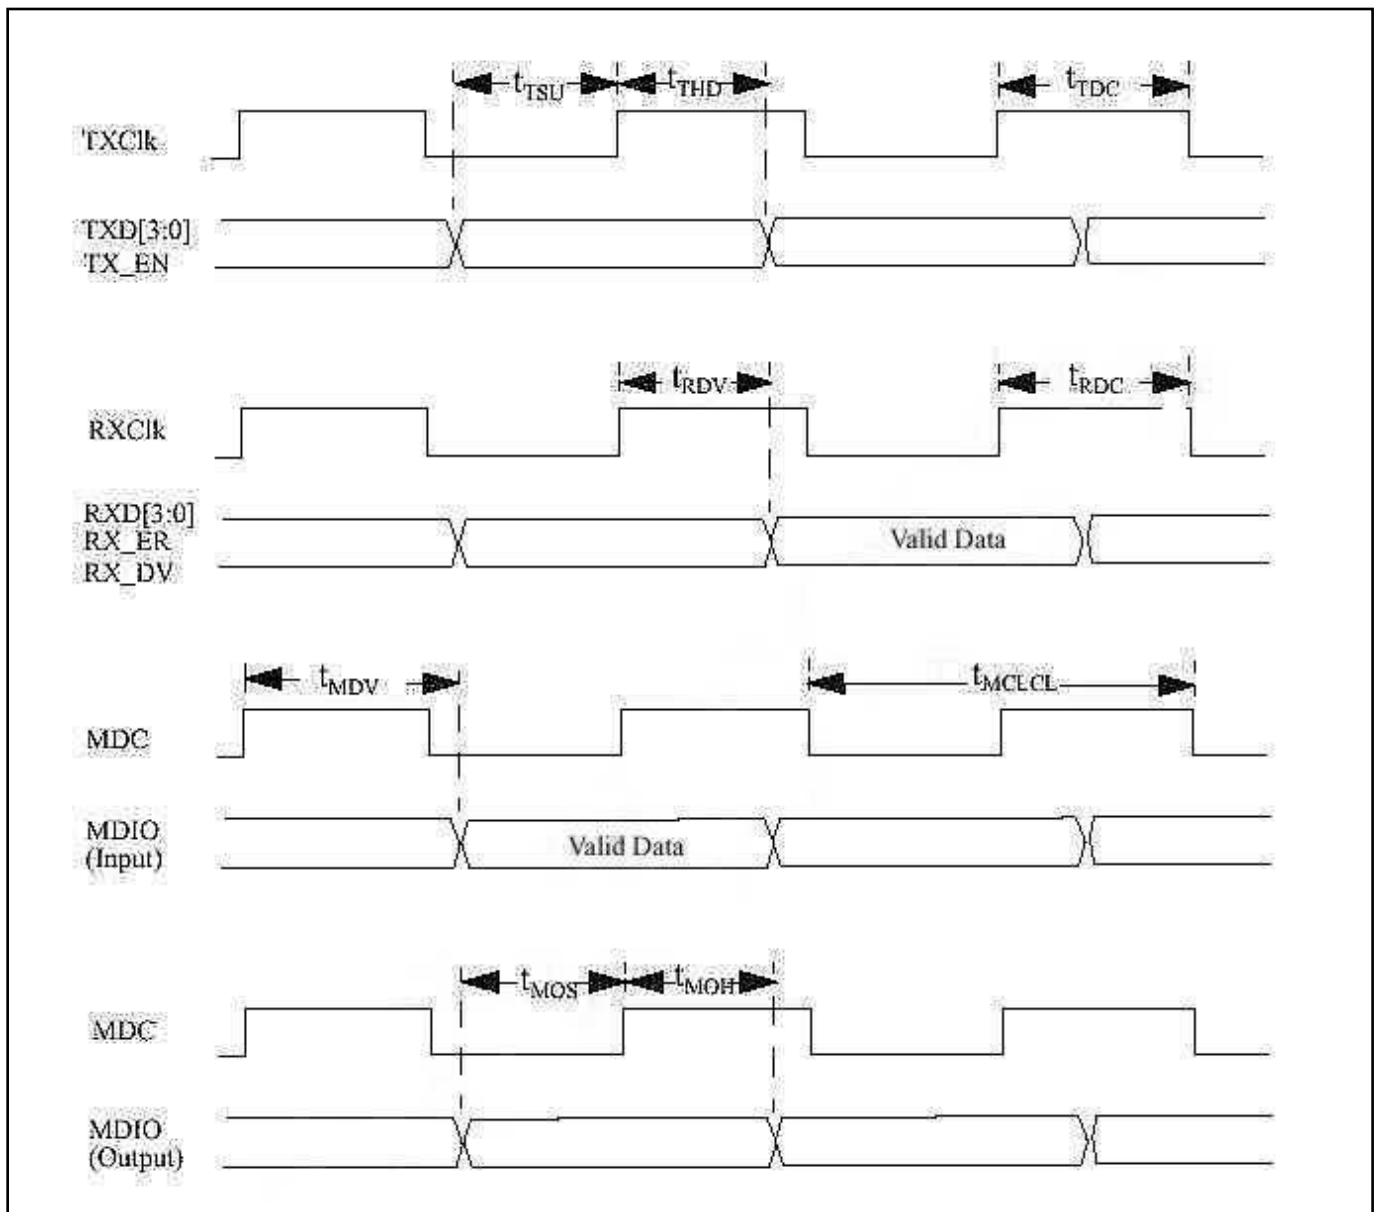 tTSU tTHD tTDC
TXClk
TXD[3:0]
TX_EN
tRDV tRDC
RXClk
RXD[3:0]
RX_ER Valid Data
RX_DV
tMDV tMCLCL
MDC
MDIO
(Input) Valid Data
tMOS tMOH
MDC
MDIO
(Output)